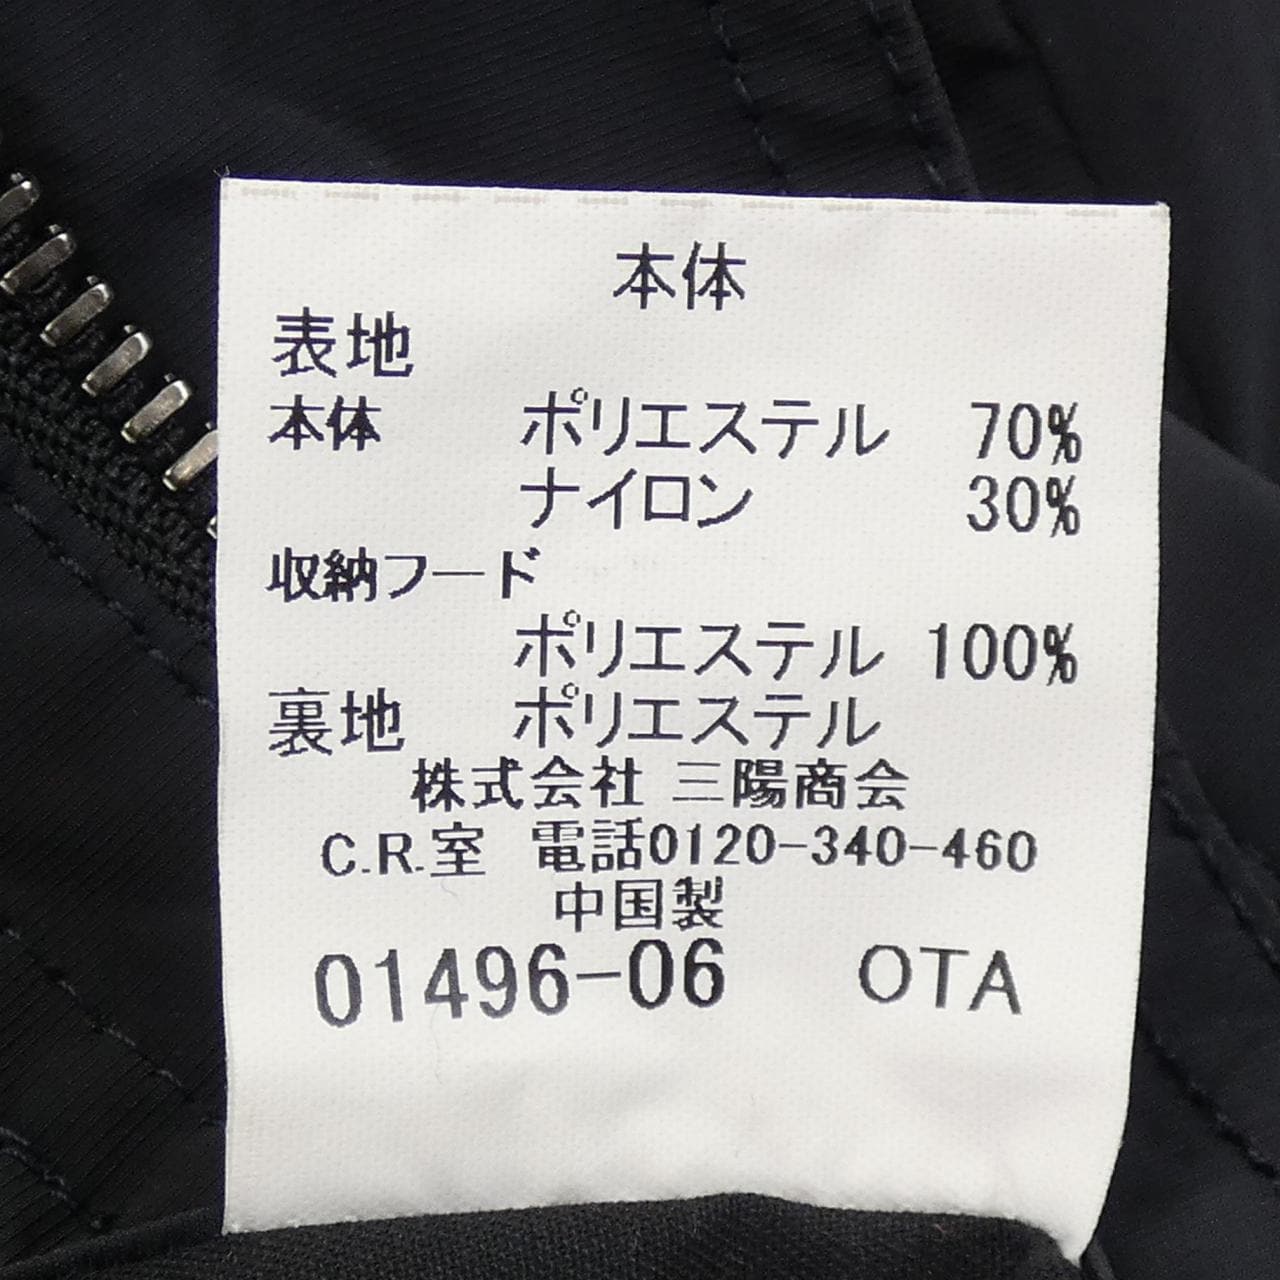 本体
表地
本体 ポリエステル 70%
ナイロン 30%
収納フード
ポリエステル 100%
裏地 ポリエステル
株式会社 三陽商会
C.R.室 電話0120-340-460
中国製
01496-06 OTA